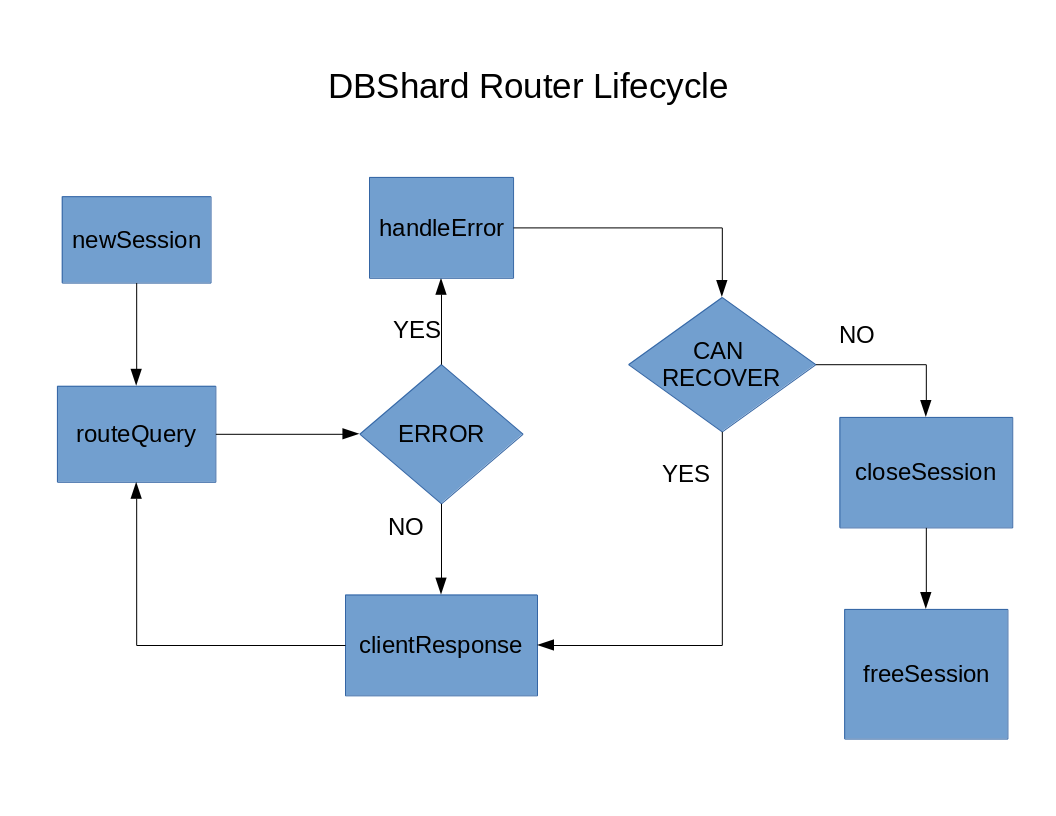 DBShard Router Lifecycle
newSession
handleError
YES
NO
CAN
RECOVER
routeQuery
ERROR
closeSession
YES
NO
clientResponse
freeSession